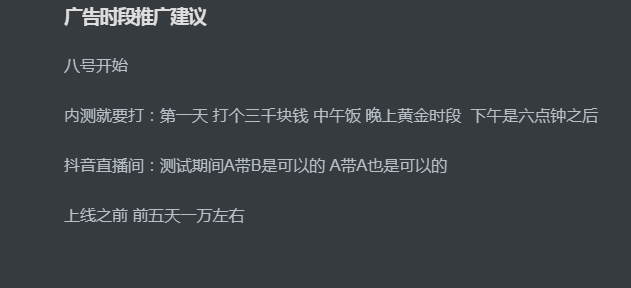 广告时段推广建议
八号开始
内测就要打：第一天 打个三千块钱 中午饭 晚上黄金时段  下午是六点钟之后
抖音直播间：测试期间A带B是可以的 A带A也是可以的
上线之前 前五天一万左右